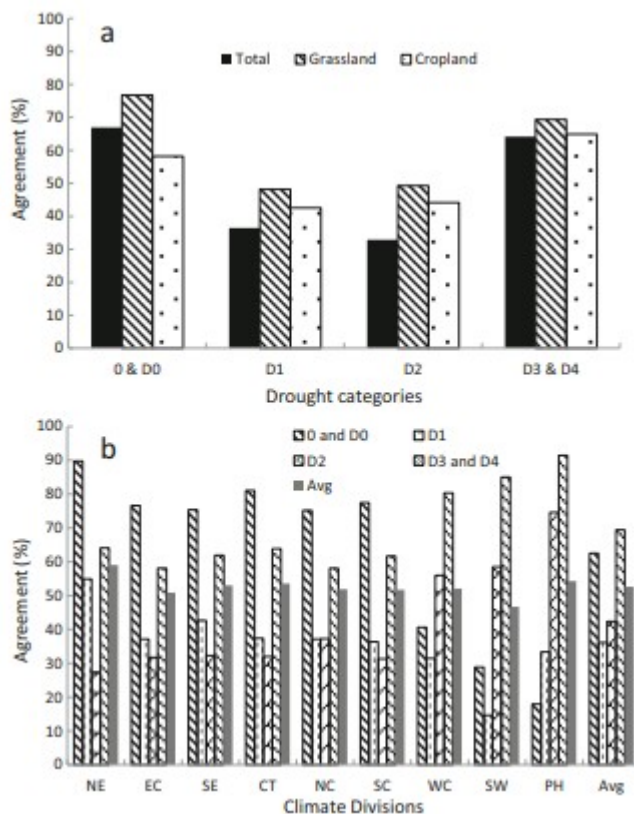 a
Total Grassland Cropland
Agreement (%)
100
90
80
70
60
50
40
30
20
10
0
0 & D0 D1 D2 D3 & D4
Drought categories
b
0 and D0 D1
D2 D3 and D4
Avg
Agreement (%)
100
90
80
70
60
50
40
30
20
10
0
NE EC SE CT NC SC WC SW PH Avg
Climate Divisions